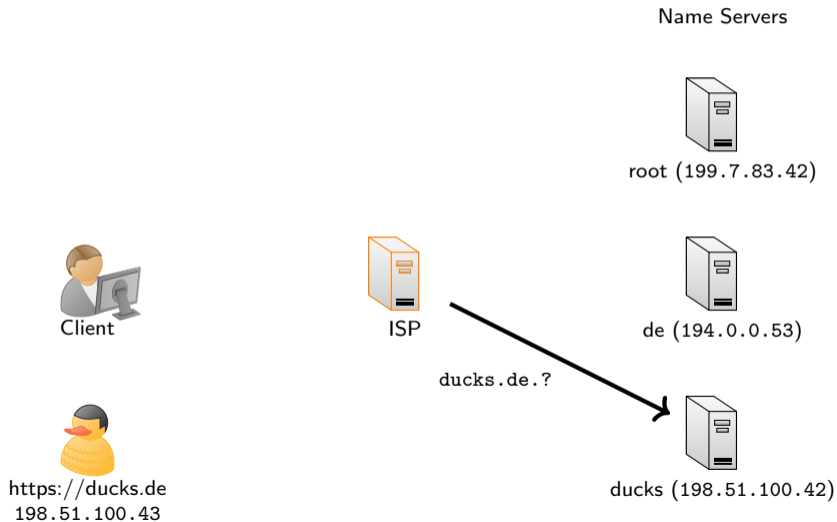 Name Servers
root (199.7.83.42)
Client
ISP
de (194.0.0.53)
ducks.de.?
https://ducks.de
198.51.100.43
ducks (198.51.100.42)